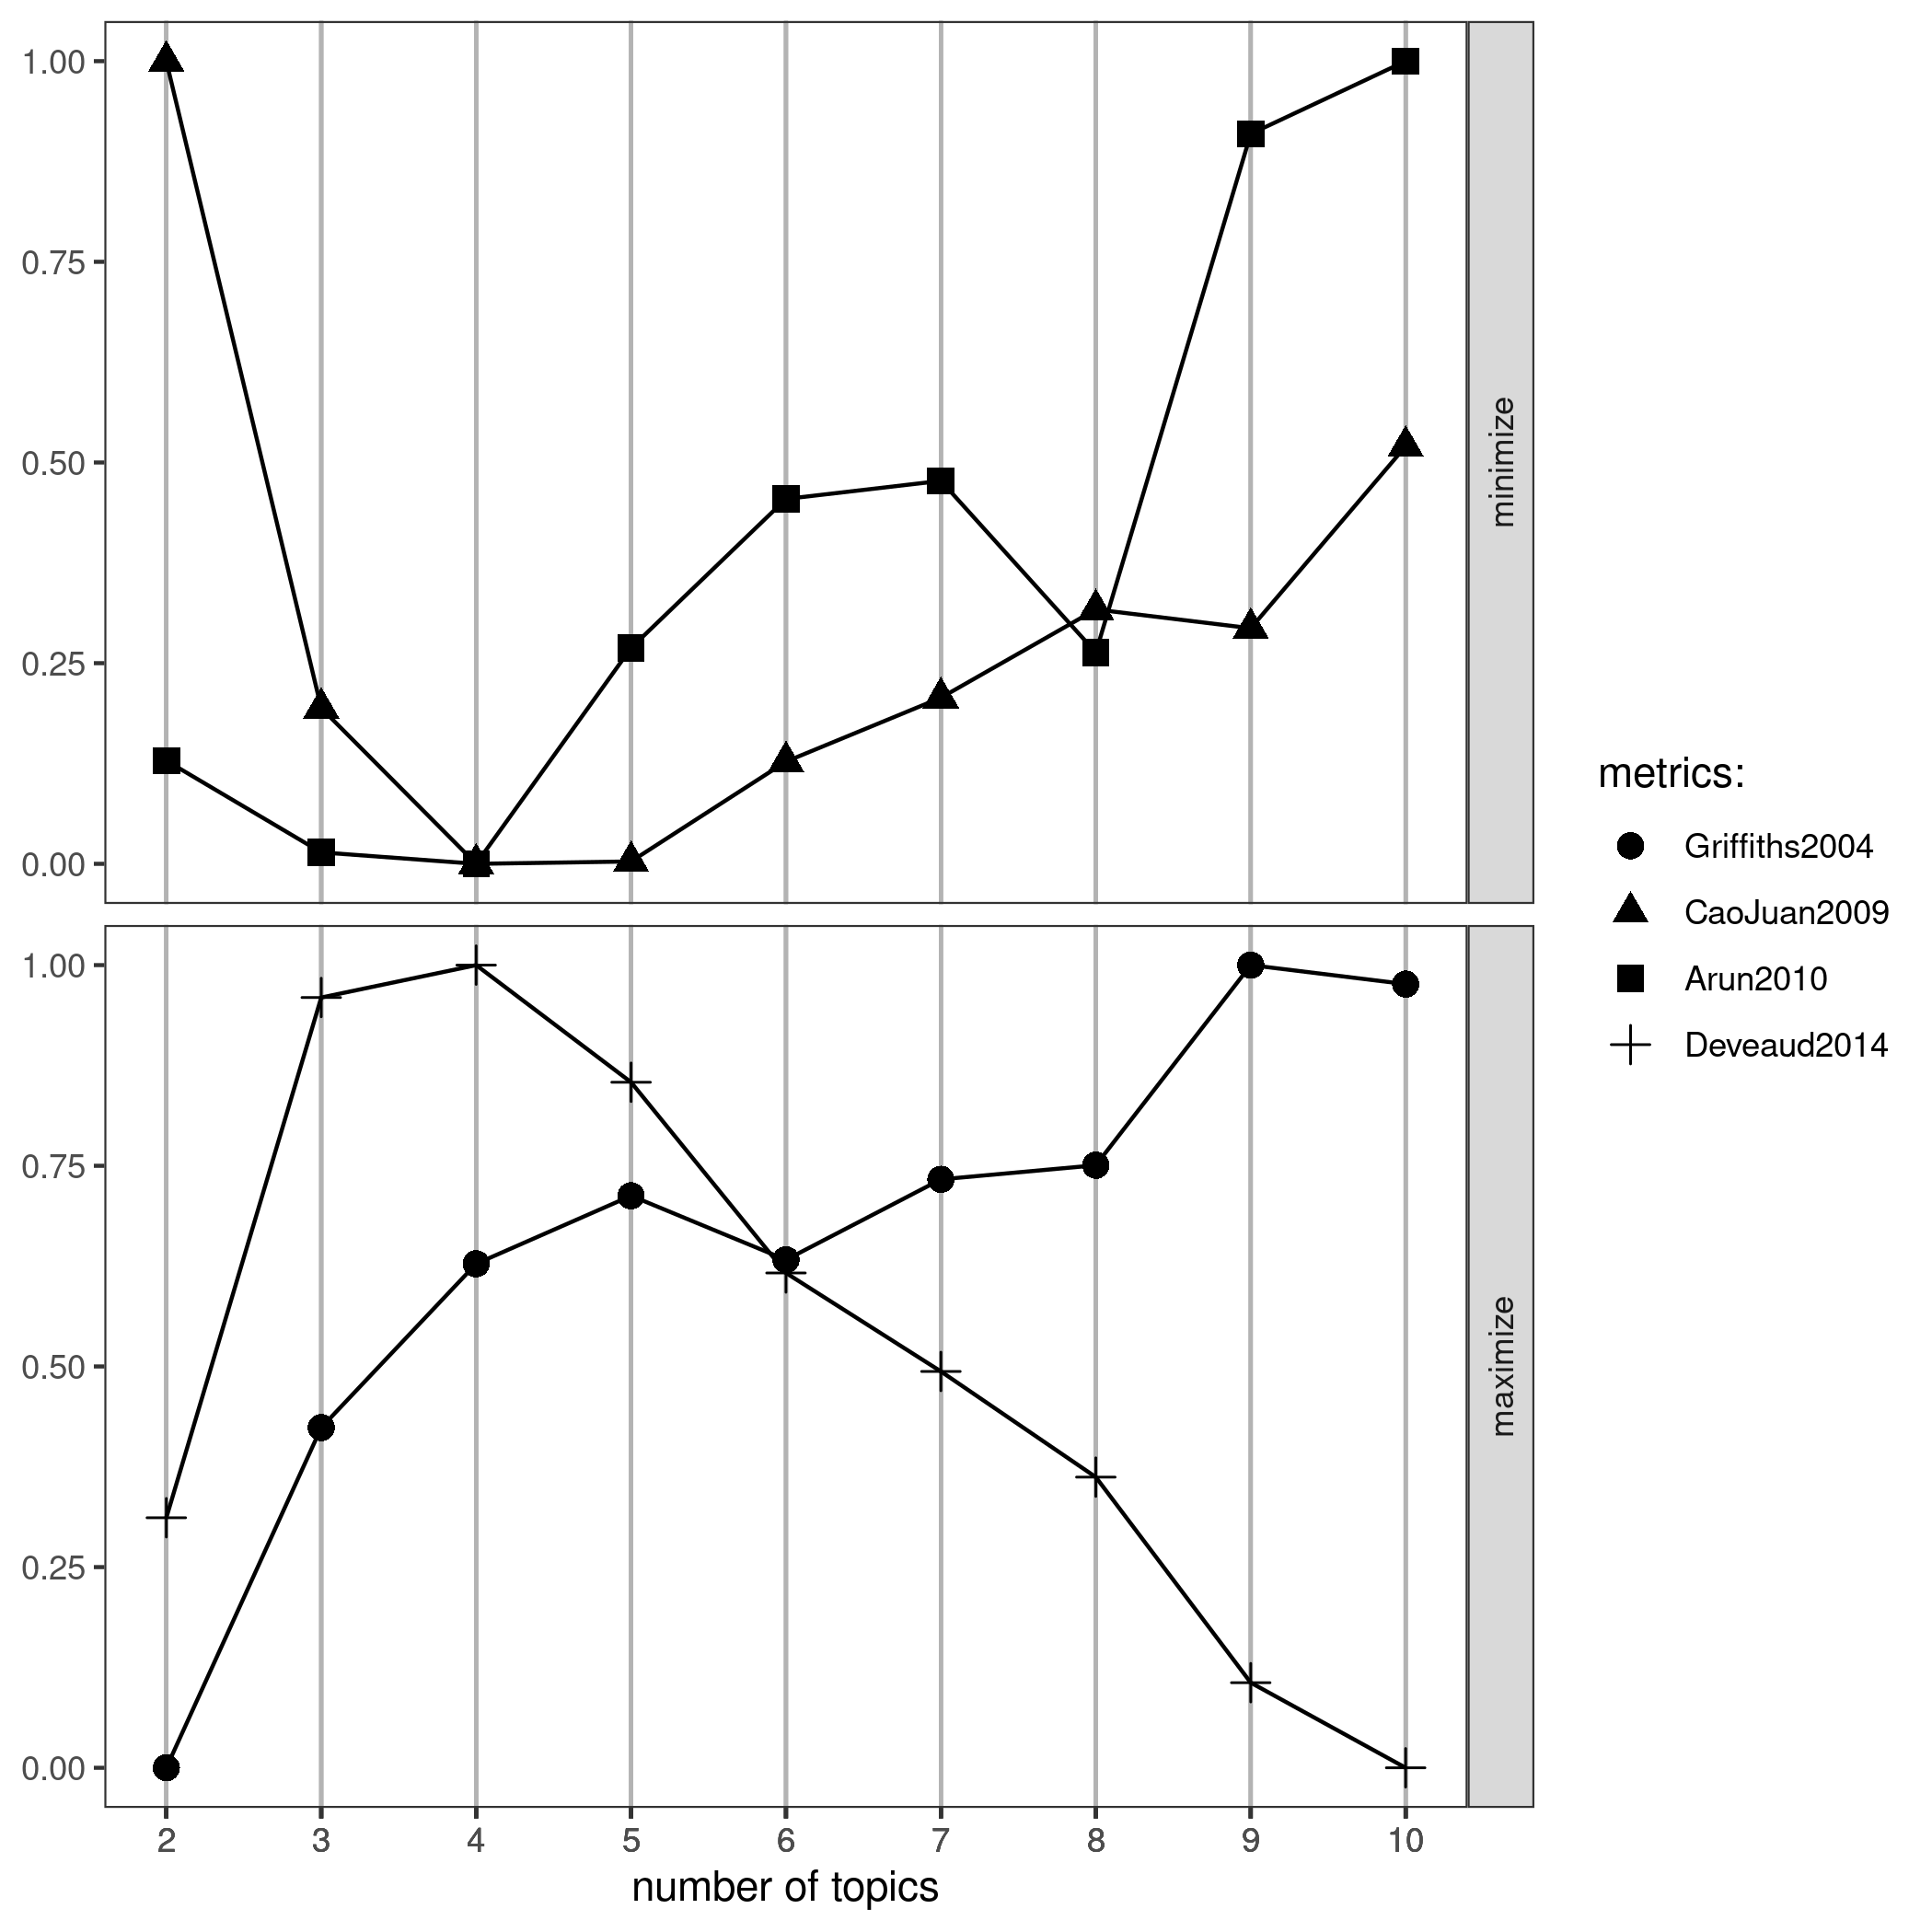 1.00
0.75
0.50
0.25
0.00
minimize
1.00
0.75
0.50
0.25
0.00
maximize
2 3 4 5 6 7 8 9 10
number of topics
metrics:
Griffiths2004
CaoJuan2009
Arun2010
Deveaud2014